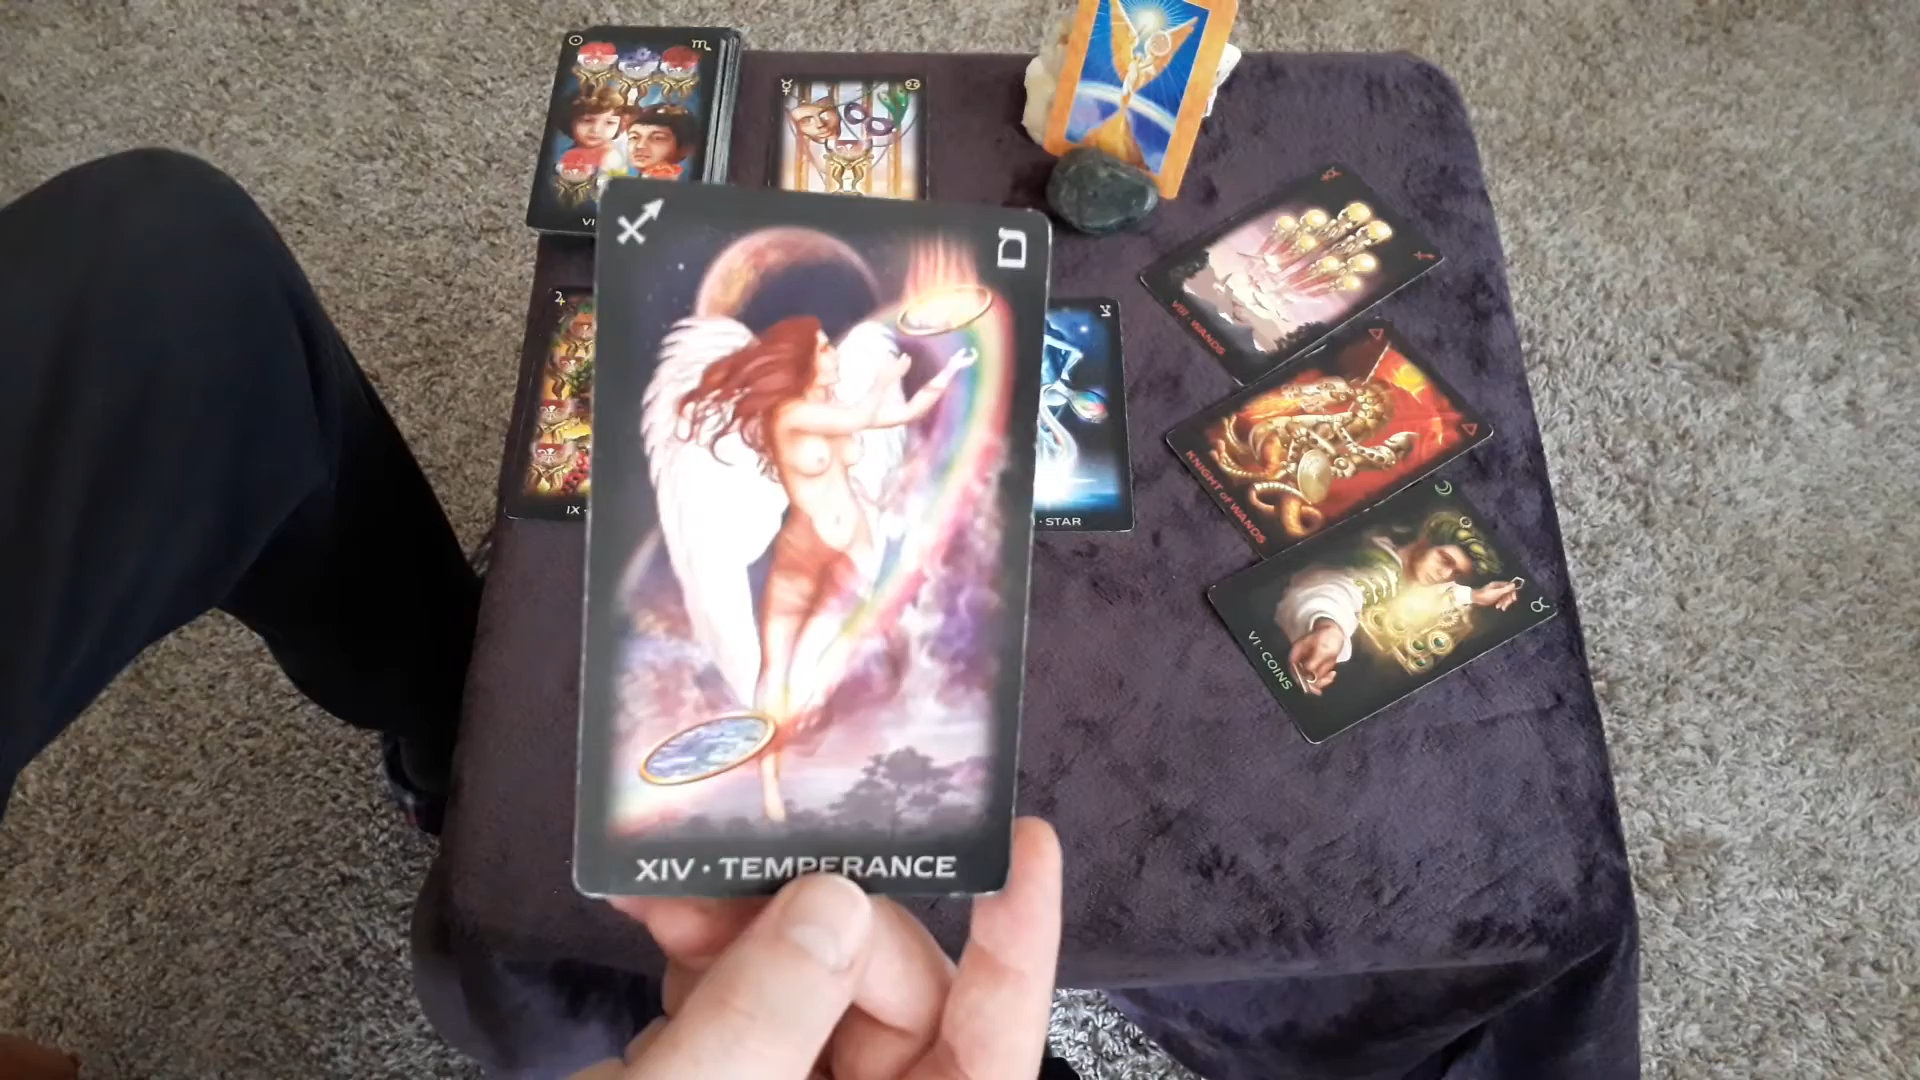 VI
ס
VIII · WANDS
KNIGHT of WANDS
IX ·
· STAR
VI · COINS
XIV · TEMPERANCE